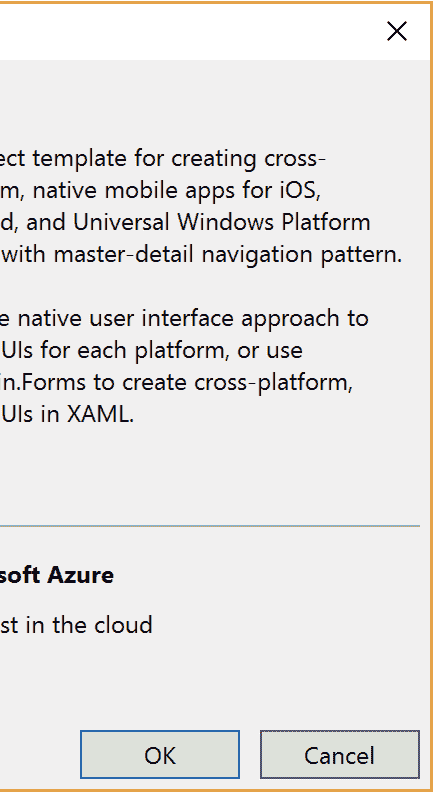 ect template for creating cross-
m, native mobile apps for iOS,
d, and Universal Windows Platform
with master-detail navigation pattern.
e native user interface approach to
UIs for each platform, or use
in.Forms to create cross-platform,
UIs in XAML.
soft Azure
st in the cloud
OK
Cancel